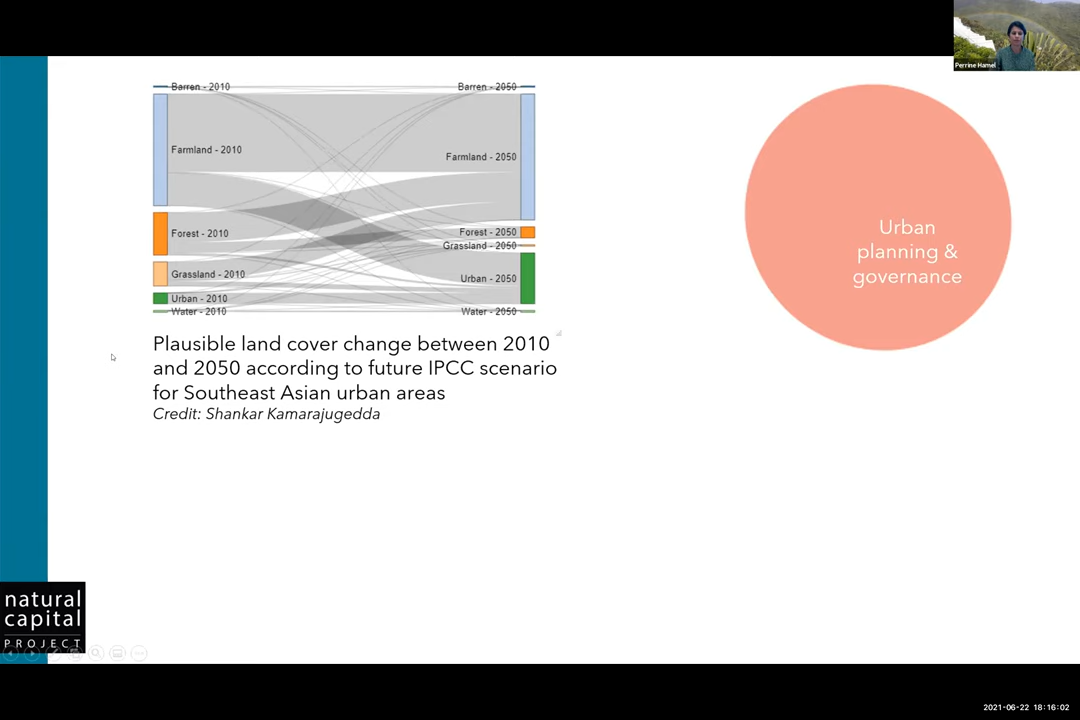 Perrine Hamel
Barren - 2010
Barren - 2050
Farmland - 2010
Farmland - 2050
Forest - 2010
Forest - 2050
Grassland - 2050
Grassland - 2010
Urban - 2050
Urban - 2010
Water - 2010
Water - 2050
Urban
planning &
governance
Plausible land cover change between 2010
and 2050 according to future IPCC scenario
for Southeast Asian urban areas
Credit: Shankar Kamarajugedda
natural
capital
PROJECT
2021-06-22 18:16:02